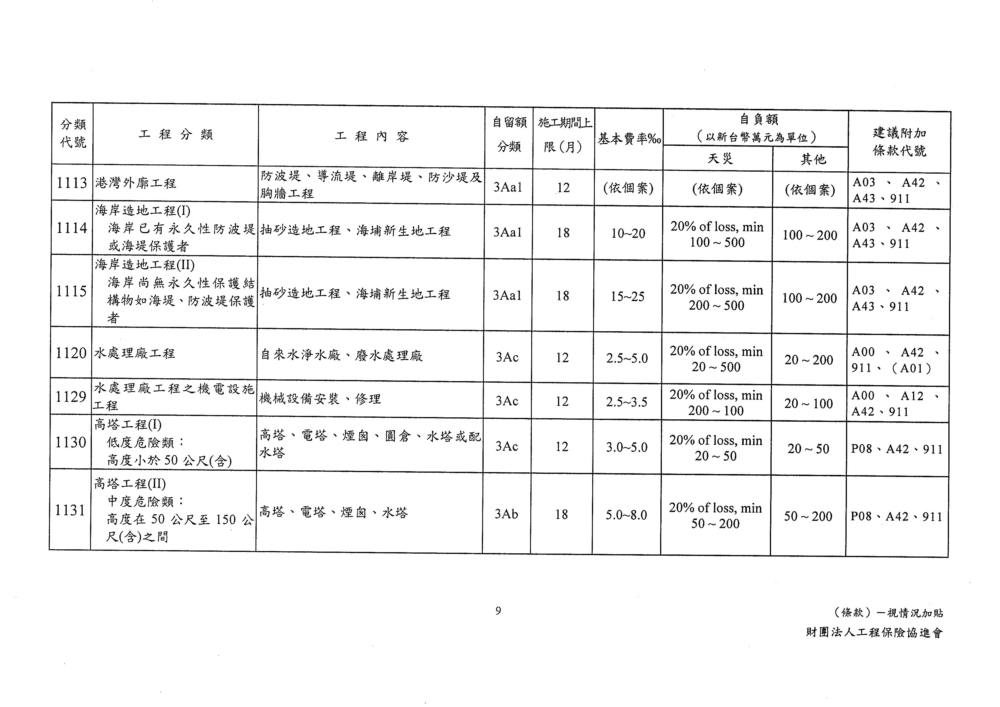 分類
代號
工程分類
工程內容
自留額
分類
施工期間上
限(月)
基本費率‰
自負額
（以新台幣萬元為單位）
天災
其他
建議附加
條款代號
1113
港灣外廓工程
防波堤、導流堤、離岸堤、防沙堤及
胸牆工程
3Aa1
12
(依個案)
(依個案)
(依個案)
A03、A42、
A43、911
1114
海岸造地工程(I)
海岸已有永久性防波堤
或海堤保護者
抽砂造地工程、海埔新生地工程
3Aa1
18
10~20
20% of loss, min
100 ~ 500
100 ~ 200
A03、A42、
A43、911
1115
海岸造地工程(II)
海岸尚無永久性保護結
構物如海堤、防波堤保護
者
抽砂造地工程、海埔新生地工程
3Aa1
18
15~25
20% of loss, min
200 ~ 500
100 ~ 200
A03、A42、
A43、911
1120
水處理廠工程
自來水淨水廠、廢水處理廠
3Ac
12
2.5~5.0
20% of loss, min
20 ~ 500
20 ~ 200
A00、A42、
911、（A01）
1129
水處理廠工程之機電設施
工程
機械設備安裝、修理
3Ac
12
2.5~3.5
20% of loss, min
200 ~ 100
20 ~ 100
A00、A12、
A42、911
1130
高塔工程(I)
低度危險類：
高度小於 50 公尺(含)
高塔、電塔、煙囪、圓倉、水塔或配
水塔
3Ac
12
3.0~5.0
20% of loss, min
20 ~ 50
20 ~ 50
P08、A42、911
1131
高塔工程(II)
中度危險類：
高度在 50 公尺至 150 公
尺(含)之間
高塔、電塔、煙囪、水塔
3Ab
18
5.0~8.0
20% of loss, min
50 ~ 200
50 ~ 200
P08、A42、911
9
（條款）－視情況加貼
財團法人工程保險協進會